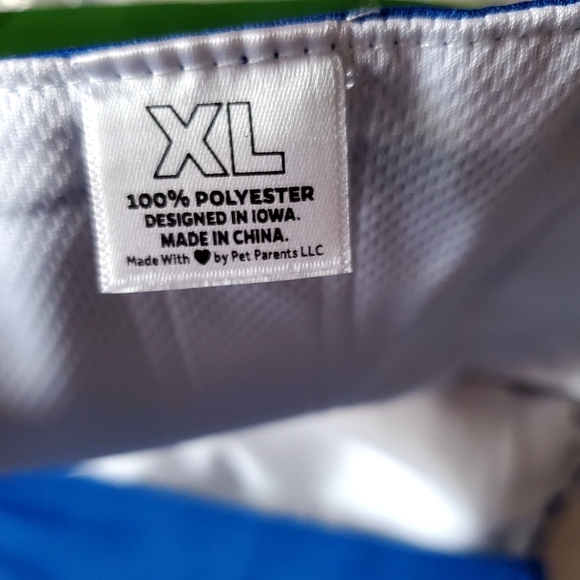 XL
100% POLYESTER
DESIGNED IN IOWA.
MADE IN CHINA.
Made With ♥ by Pet Parents LLC